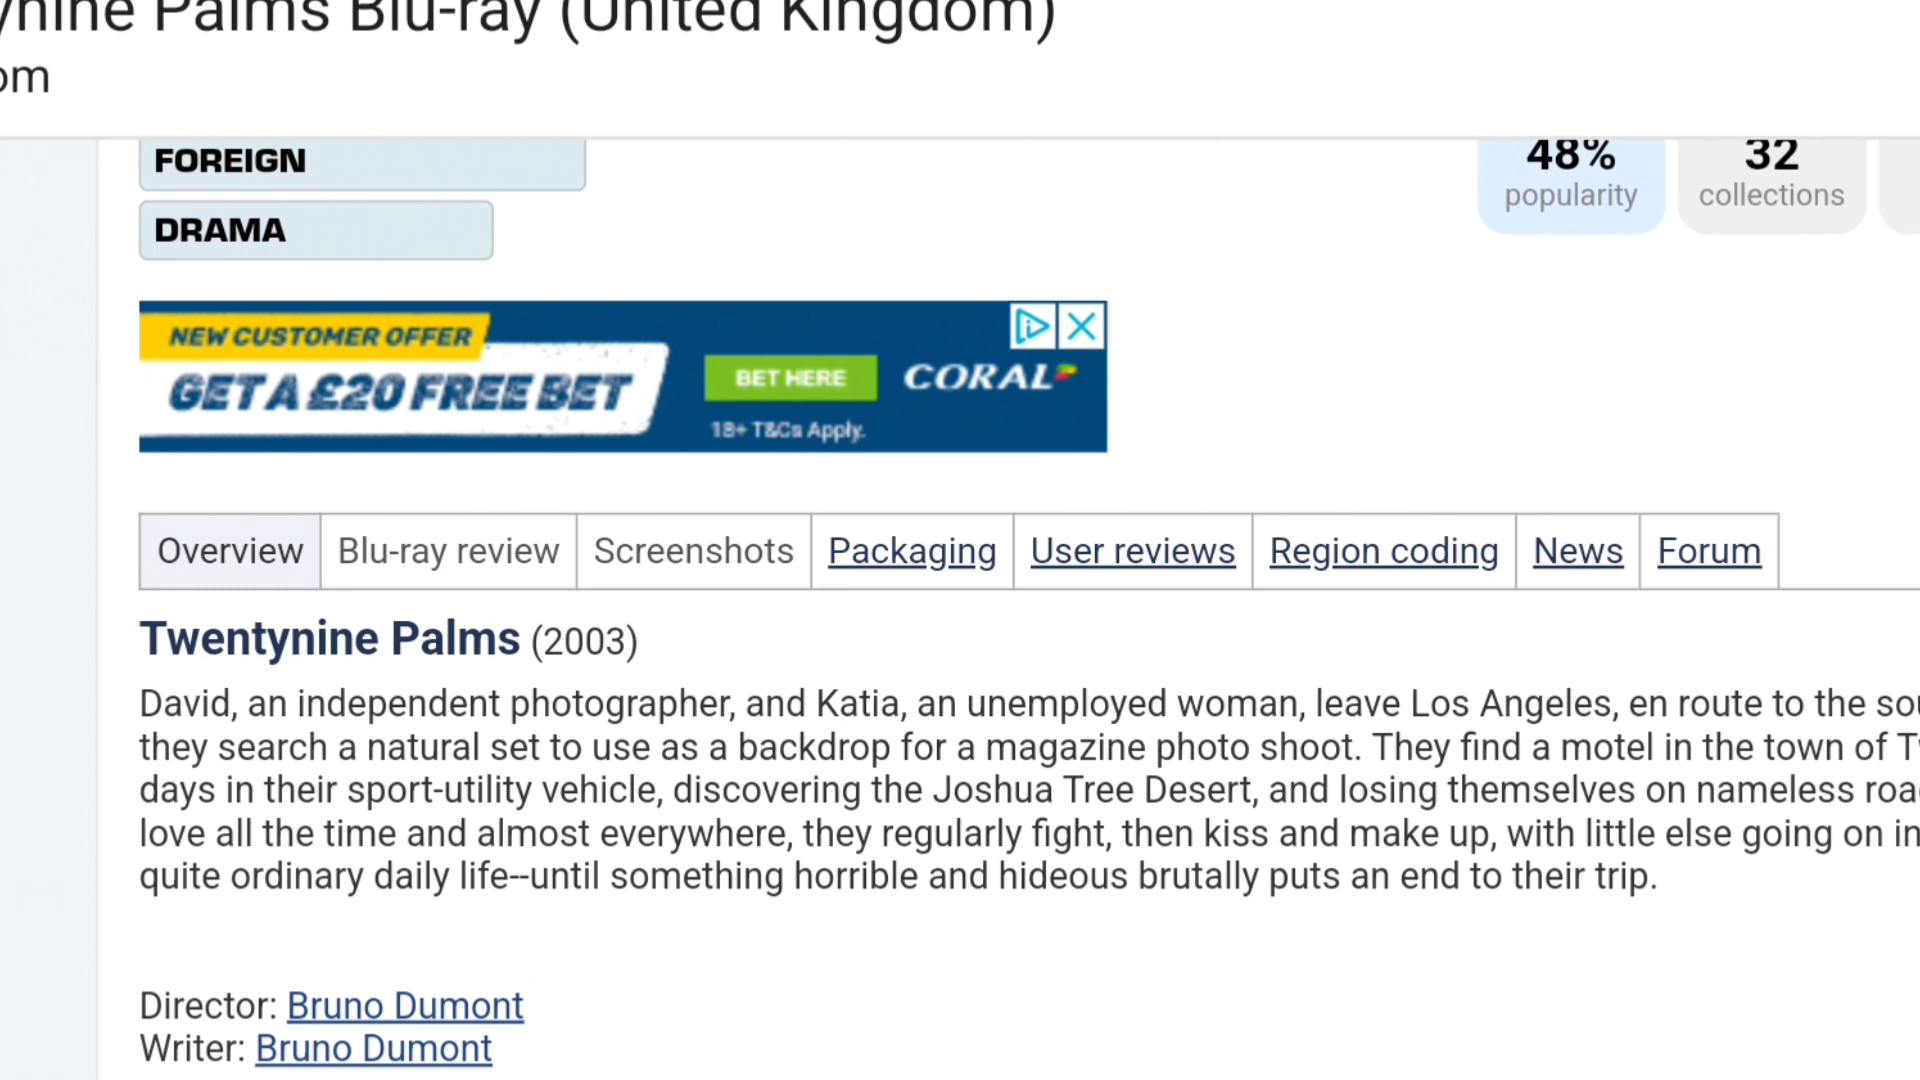 ynine Palms Blu-ray (United Kingdom)
om
FOREIGN
48%
32
popularity
collections
DRAMA
NEW CUSTOMER OFFER
GET A £20 FREE BET
BET HERE
CORAL
18+ T&Cs Apply.
Overview
Blu-ray review
Screenshots
Packaging
User reviews
Region coding
News
Forum
Twentynine Palms (2003)
David, an independent photographer, and Katia, an unemployed woman, leave Los Angeles, en route to the sou
they search a natural set to use as a backdrop for a magazine photo shoot. They find a motel in the town of Tw
days in their sport-utility vehicle, discovering the Joshua Tree Desert, and losing themselves on nameless roa
love all the time and almost everywhere, they regularly fight, then kiss and make up, with little else going on in
quite ordinary daily life--until something horrible and hideous brutally puts an end to their trip.
Director: Bruno Dumont
Writer: Bruno Dumont